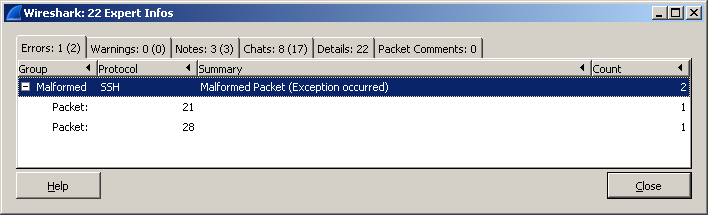 Wireshark: 22 Expert Infos
Errors: 1 (2) Warnings: 0 (0) Notes: 3 (3) Chats: 8 (17) Details: 22 Packet Comments: 0
Group Protocol Summary Count
Malformed SSH Malformed Packet (Exception occurred) 2
Packet: 21 1
Packet: 28 1
Help Close